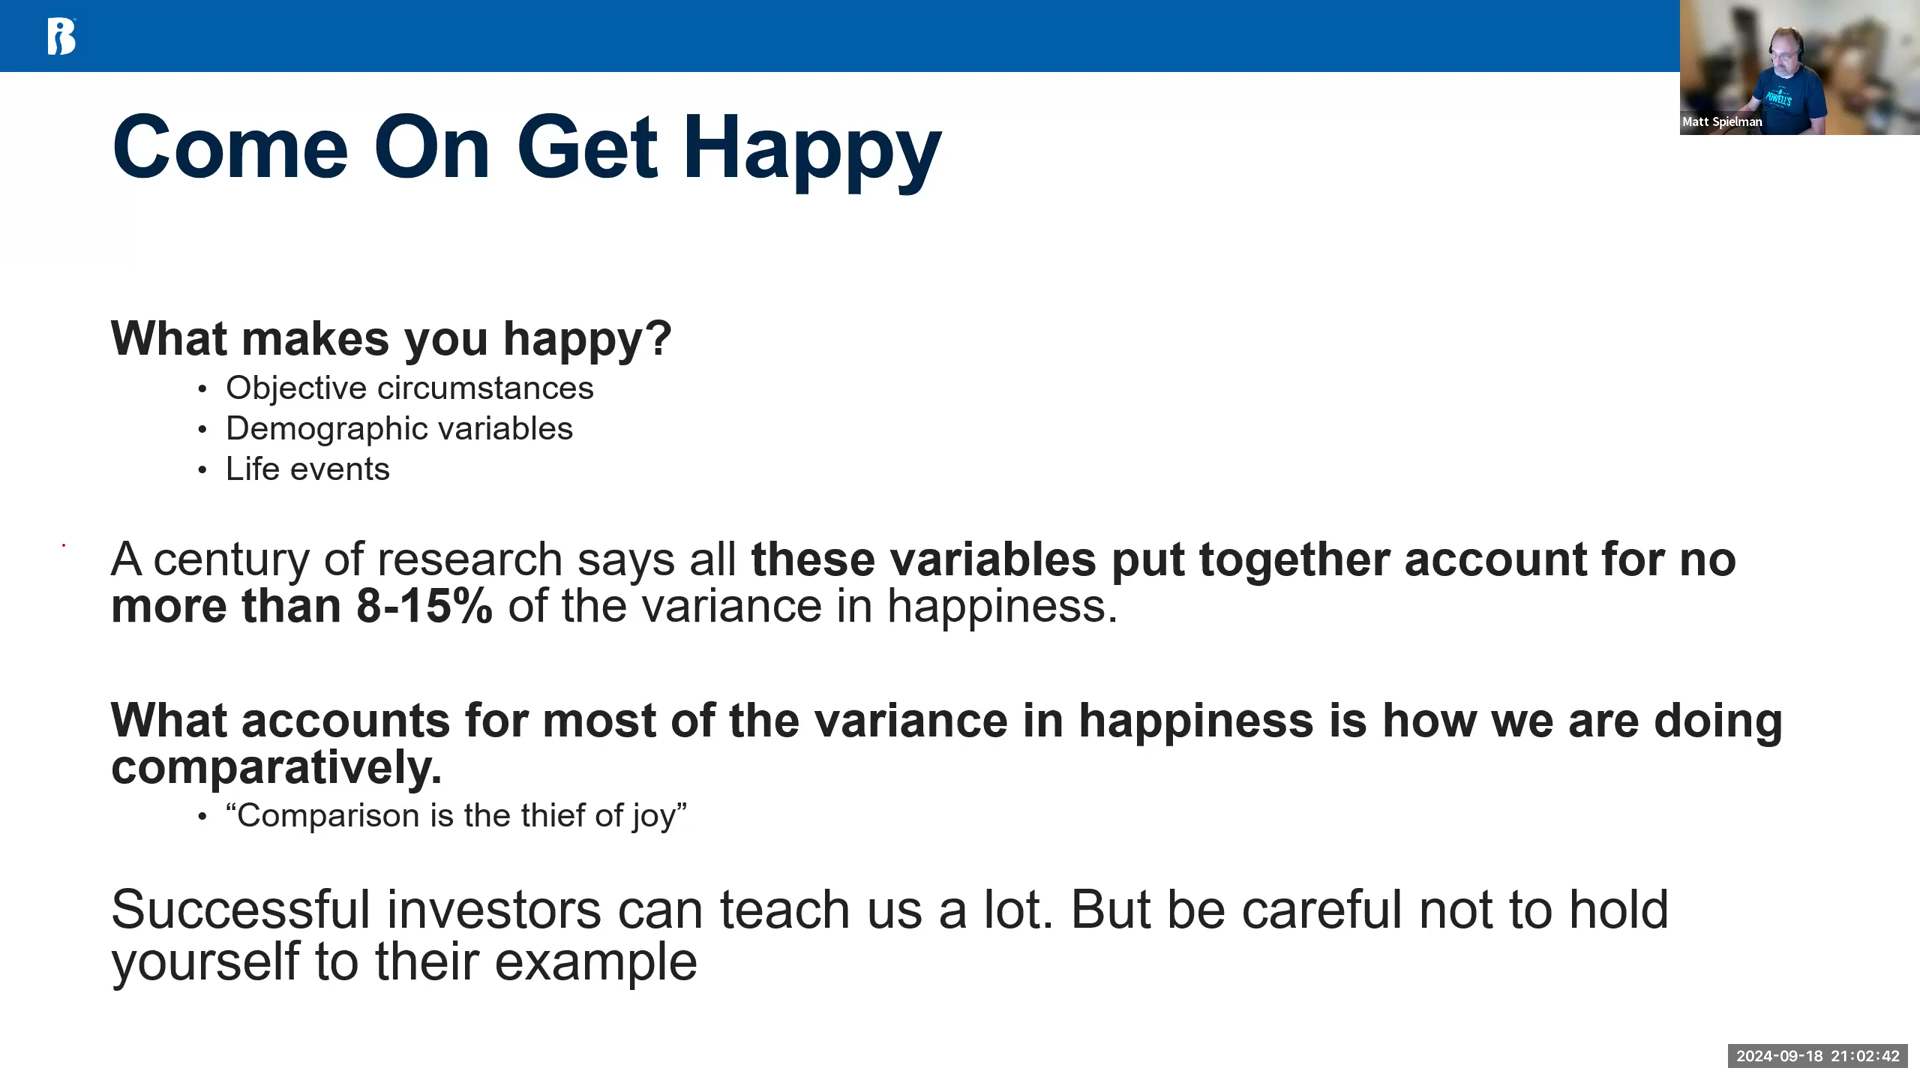 Come On Get Happy
Matt Spielman
POWELL'S
What makes you happy?
• Objective circumstances
• Demographic variables
• Life events
A century of research says all these variables put together account for no
more than 8-15% of the variance in happiness.
What accounts for most of the variance in happiness is how we are doing
comparatively.
• “Comparison is the thief of joy”
Successful investors can teach us a lot. But be careful not to hold
yourself to their example
2024-09-18 21:02:42